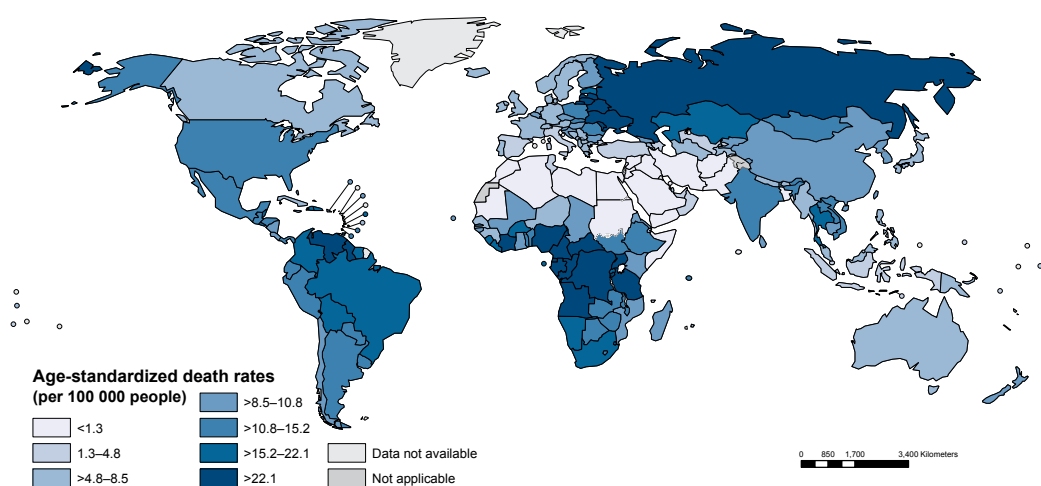 Age-standardized death rates
(per 100 000 people)
<1.3
1.3–4.8
>4.8–8.5
>8.5–10.8
>10.8–15.2
>15.2–22.1
>22.1
Data not available
Not applicable
0 850 1,700 3,400 Kilometers